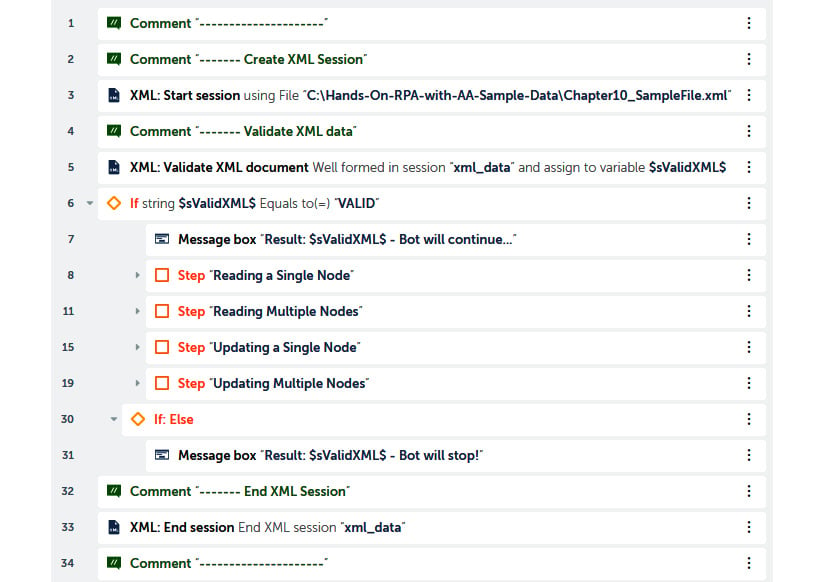 1 Comment "---------------------"
2 Comment "------- Create XML Session"
3 XML: Start session using File "C:\Hands-On-RPA-with-AA-Sample-Data\Chapter10_SampleFile.xml"
4 Comment "------- Validate XML data"
5 XML: Validate XML document Well formed in session "xml_data" and assign to variable $sValidXML$
6 If string $sValidXML$ Equals to(=) "VALID"
7 Message box "Result: $sValidXML$ - Bot will continue..."
8 Step "Reading a Single Node"
11 Step "Reading Multiple Nodes"
15 Step "Updating a Single Node"
19 Step "Updating Multiple Nodes"
30 If: Else
31 Message box "Result: $sValidXML$ - Bot will stop!"
32 Comment "------- End XML Session"
33 XML: End session End XML session "xml_data"
34 Comment "---------------------"